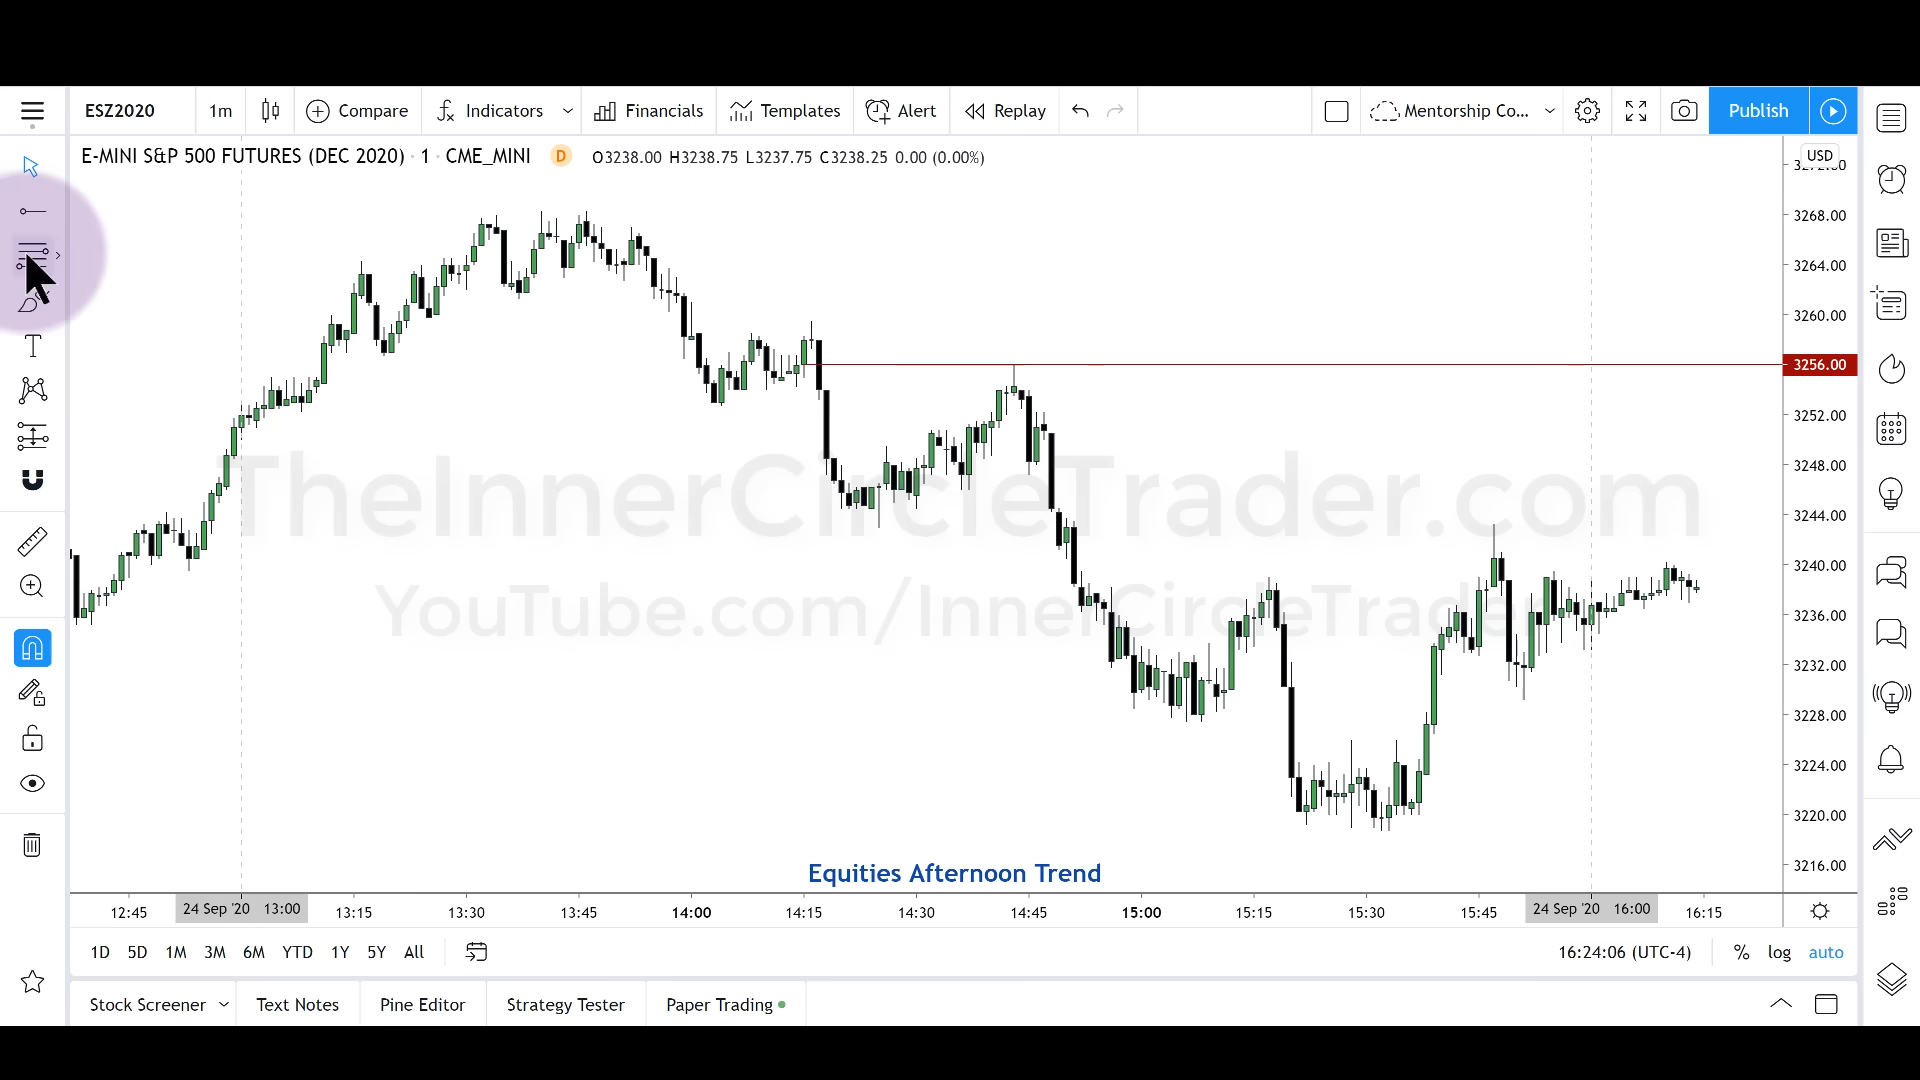 ESZ2020 1m Compare Indicators Financials Templates Alert Replay Mentorship Co... Publish
E-MINI S&P 500 FUTURES (DEC 2020) · 1 · CME_MINI D O3238.00 H3238.75 L3237.75 C3238.25 0.00 (0.00%)
USD
3272.00
3268.00
3264.00
3260.00
3256.00
3252.00
3248.00
3244.00
3240.00
3236.00
3232.00
3228.00
3224.00
3220.00
3216.00
TheInnerCircleTrader.com
YouTube.com/InnerCircleTrader
Equities Afternoon Trend
12:45 24 Sep '20 13:00 13:15 13:30 13:45 14:00 14:15 14:30 14:45 15:00 15:15 15:30 15:45 24 Sep '20 16:00 16:15
1D 5D 1M 3M 6M YTD 1Y 5Y All 16:24:06 (UTC-4) % log auto
Stock Screener Text Notes Pine Editor Strategy Tester Paper Trading